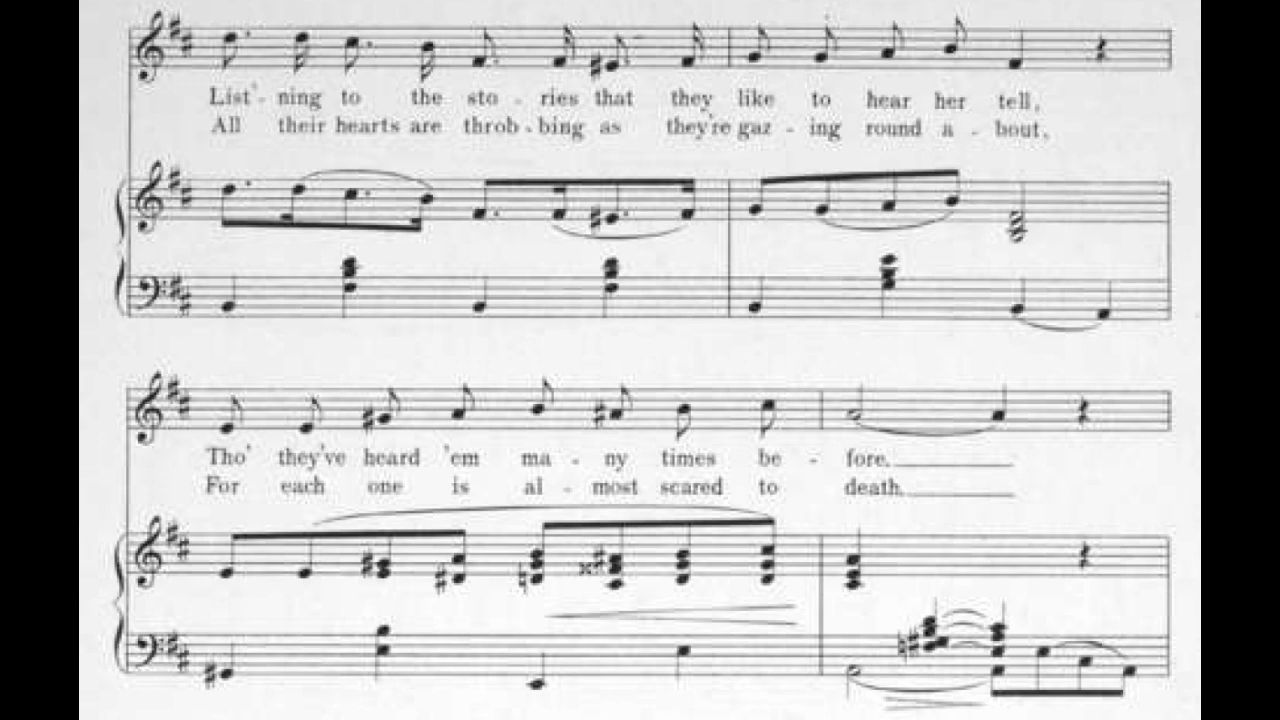 List'- ning to the sto - ries that they like to hear her tell,
All their hearts are throb - bing as they're gaz - ing round a - bout,
Tho' they've heard 'em ma - ny times be - fore.
For each one is al - most scared to death.